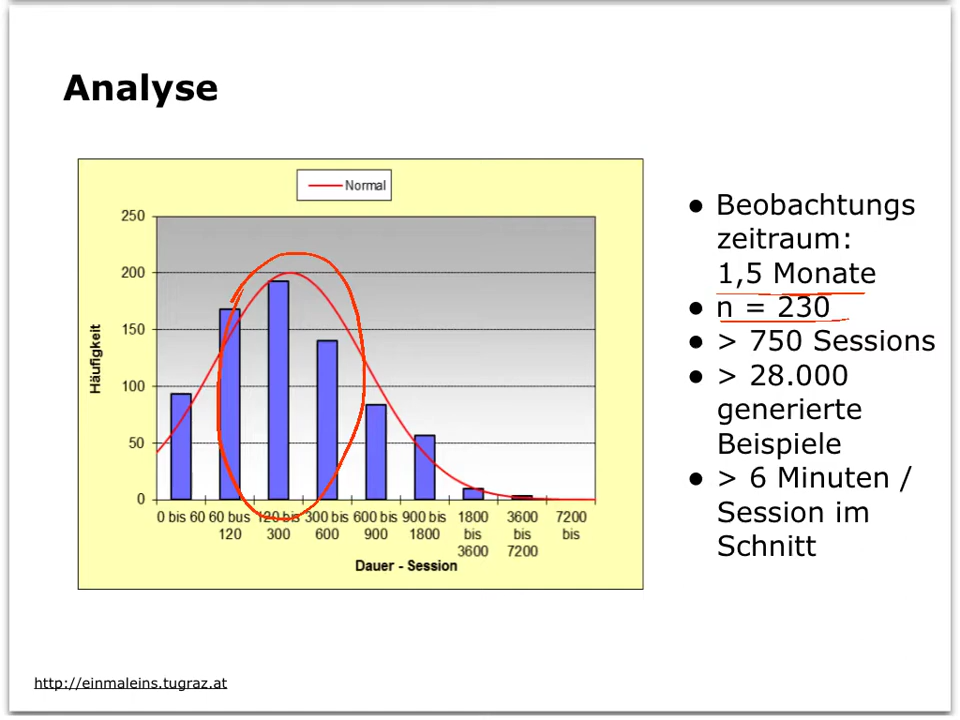 Analyse
Normal
250
200
150
100
50
0
Häufigkeit
0 bis 60
60 bus
120
120 bis
300
300 bis
600
600 bis
900
900 bis
1800
1800
bis
3600
3600
bis
7200
7200
bis
Dauer - Session
● Beobachtungs
zeitraum:
1,5 Monate
● n = 230
● > 750 Sessions
● > 28.000
generierte
Beispiele
● > 6 Minuten /
Session im
Schnitt
http://einmaleins.tugraz.at